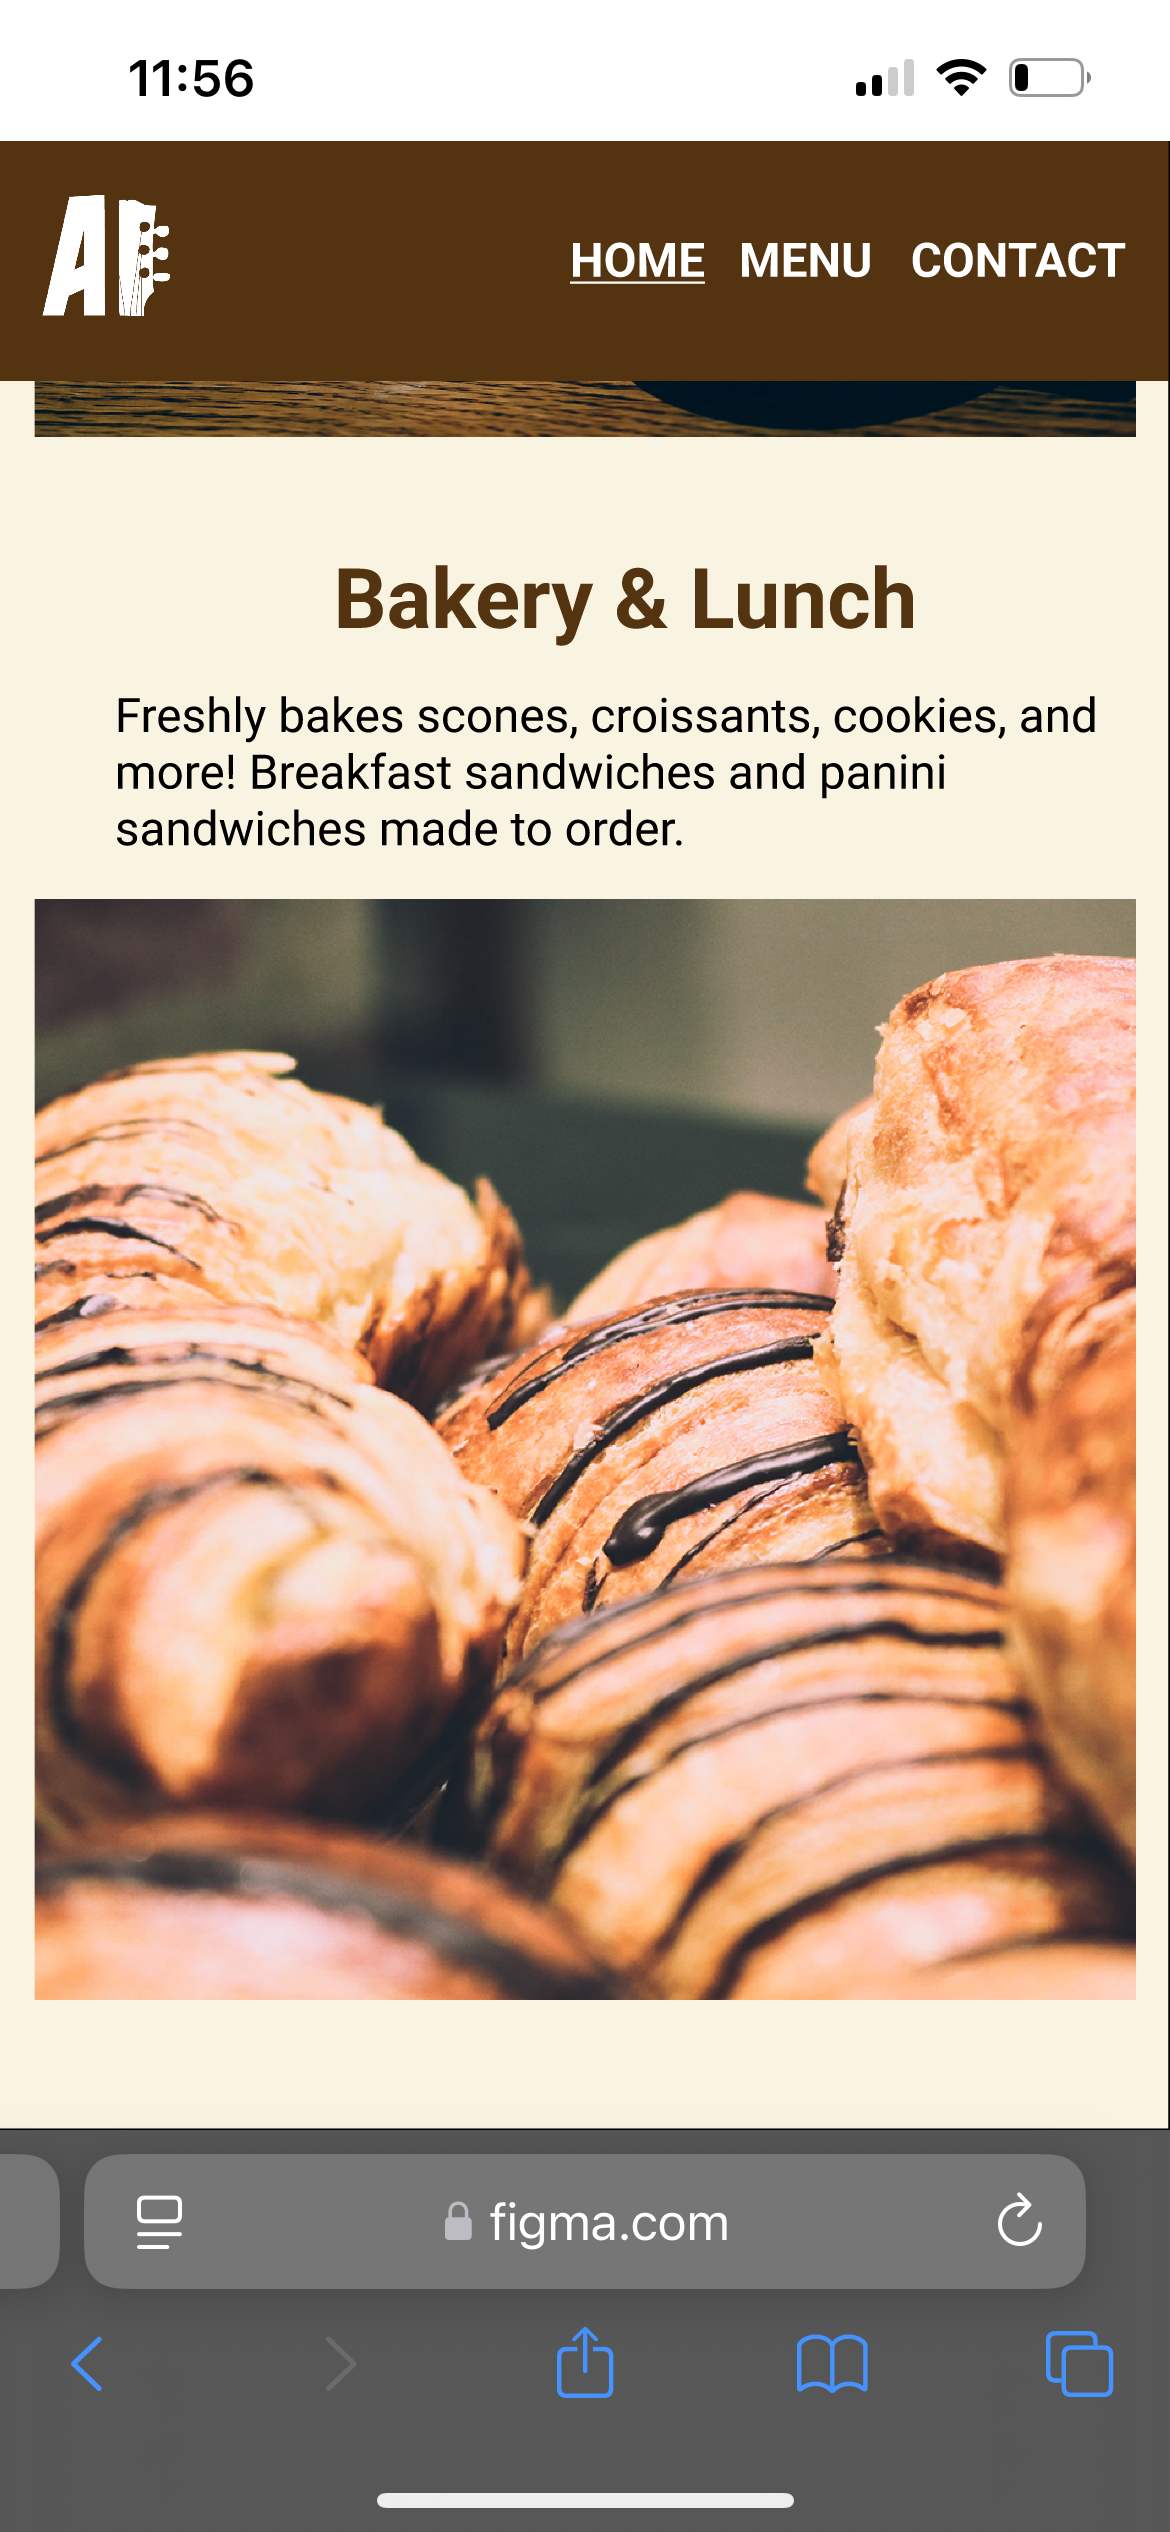 11:56
HOME MENU CONTACT
Bakery & Lunch
Freshly bakes scones, croissants, cookies, and
more! Breakfast sandwiches and panini
sandwiches made to order.
figma.com